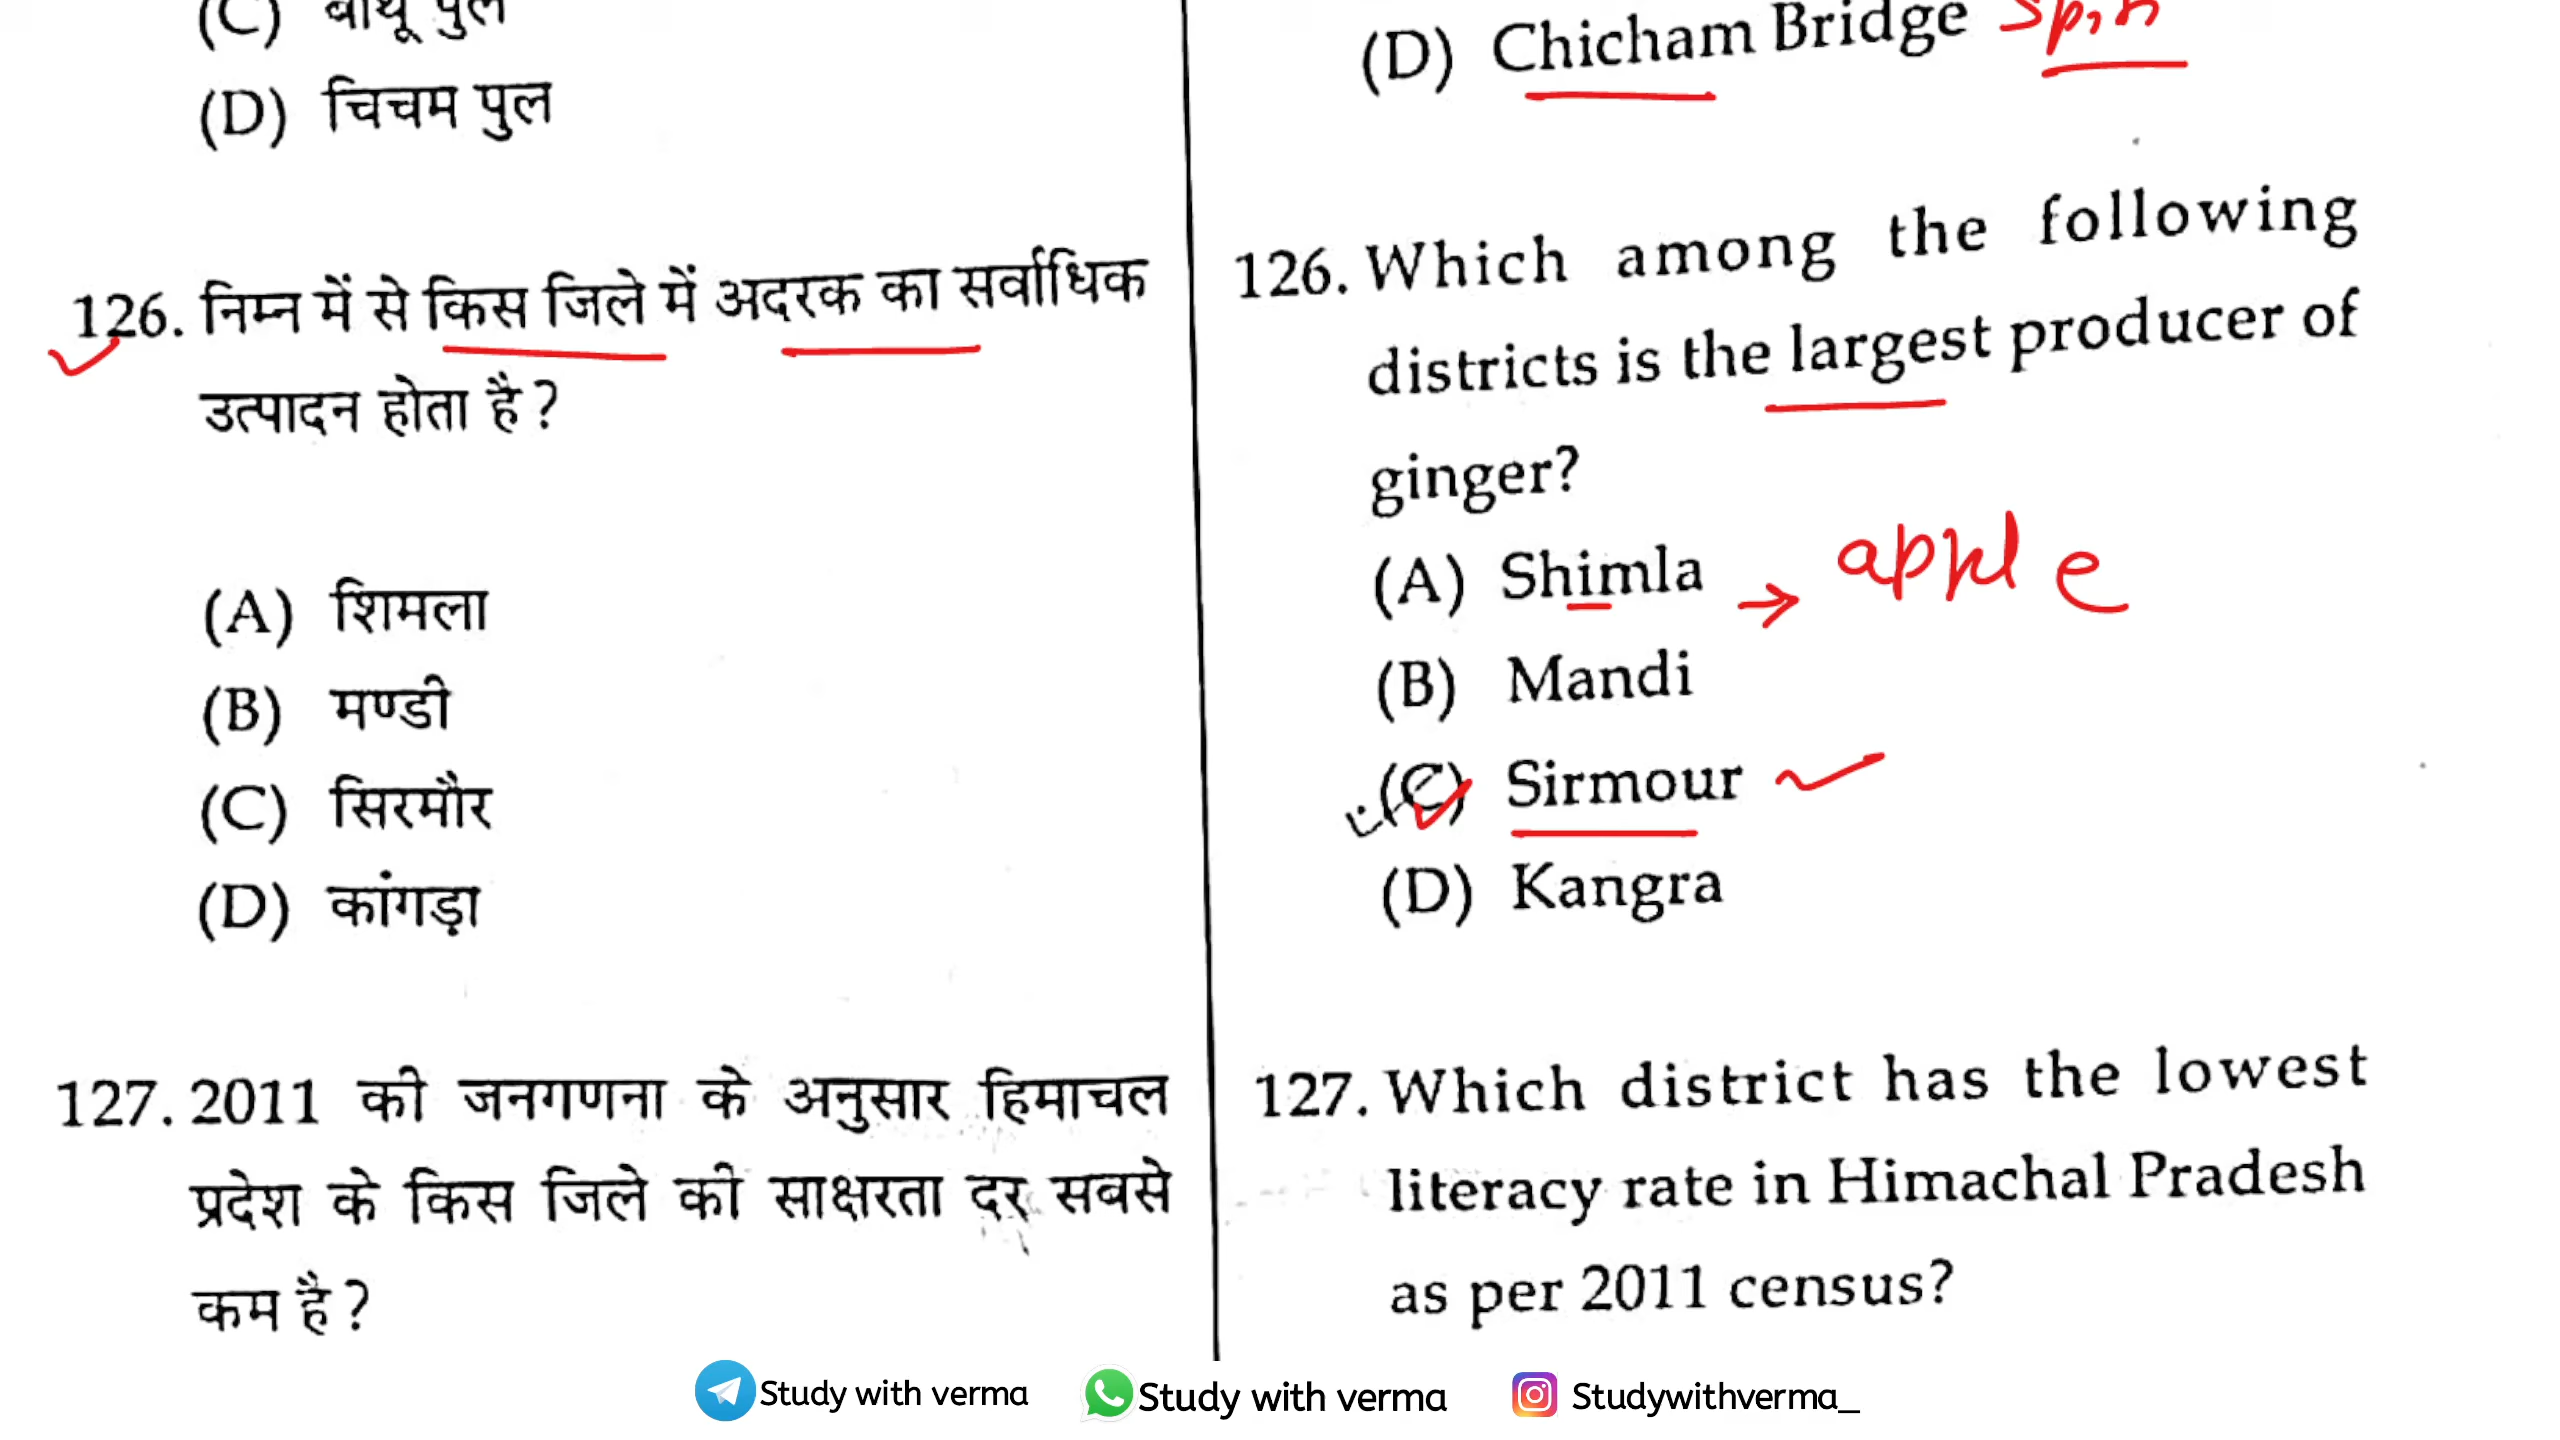 (C) बाथू पुल
(D) चिचम पुल
126. निम्न में से किस जिले में अदरक का सर्वाधिक
उत्पादन होता है ?
(A) शिमला
(B) मण्डी
(C) सिरमौर
(D) कांगड़ा
127. 2011 की जनगणना के अनुसार हिमाचल
प्रदेश के किस जिले की साक्षरता दर सबसे
कम है ?
(D) Chicham Bridge
126. Which among the following
districts is the largest producer of
ginger?
(A) Shimla → apple
(B) Mandi
(C) Sirmour
(D) Kangra
127. Which district has the lowest
literacy rate in Himachal Pradesh
as per 2011 census?
Study with verma Study with verma Studywithverma_